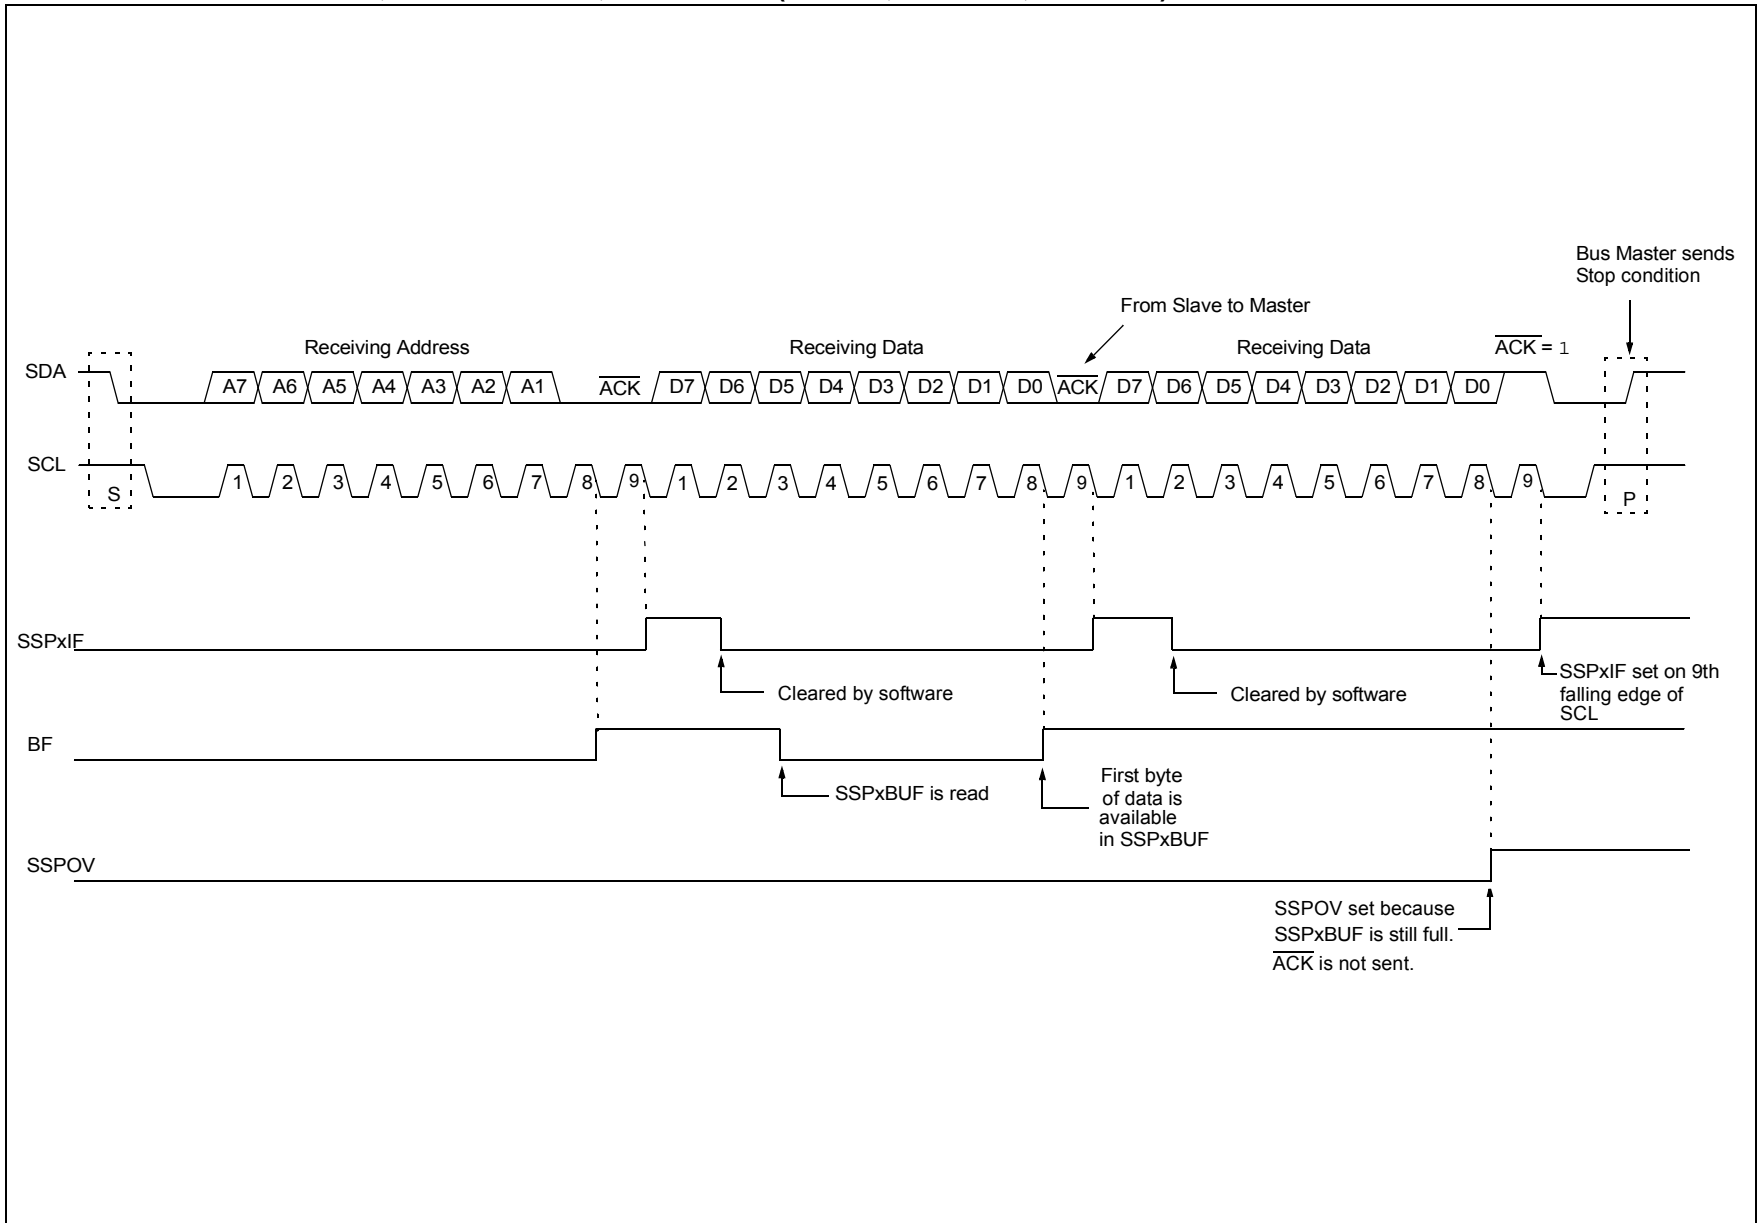 Bus Master sends
Stop condition
From Slave to Master
Receiving Address
Receiving Data
Receiving Data
ACK = 1
SDA
A7 A6 A5 A4 A3 A2 A1 ACK D7 D6 D5 D4 D3 D2 D1 D0 ACK D7 D6 D5 D4 D3 D2 D1 D0
SCL
S 1 2 3 4 5 6 7 8 9 1 2 3 4 5 6 7 8 9 1 2 3 4 5 6 7 8 9 P
SSPxIF
Cleared by software
Cleared by software
SSPxIF set on 9th
falling edge of
SCL
BF
SSPxBUF is read
First byte
of data is
available
in SSPxBUF
SSPOV
SSPOV set because
SSPxBUF is still full.
ACK is not sent.